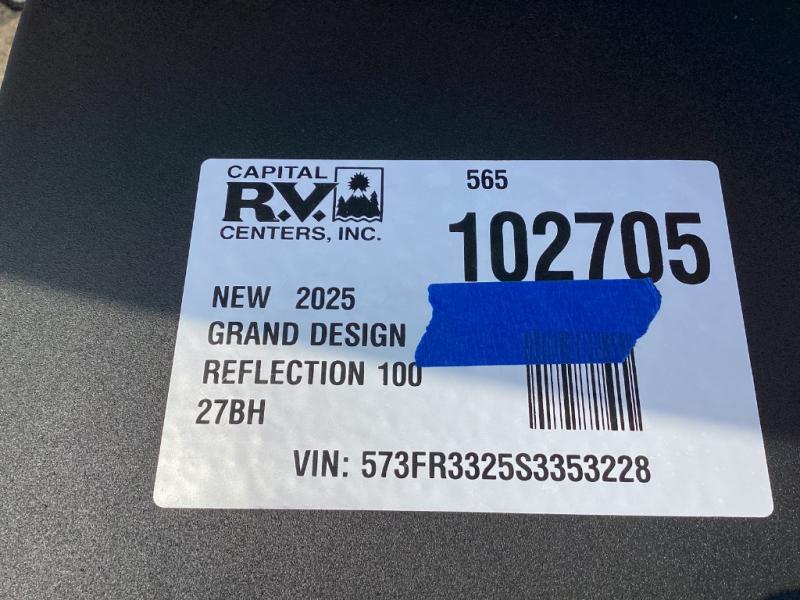 CAPITAL
R.V.
CENTERS, INC.
565
102705
NEW 2025
GRAND DESIGN
REFLECTION 100
27BH
VIN: 573FR3325S3353228